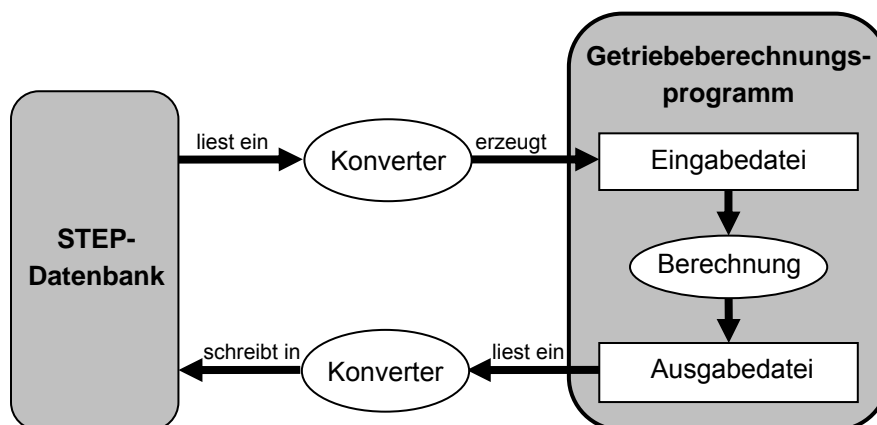 Getriebeberechnungs-
programm
liest ein
Konverter
erzeugt
Eingabedatei
STEP-
Datenbank
Berechnung
schreibt in
Konverter
liest ein
Ausgabedatei